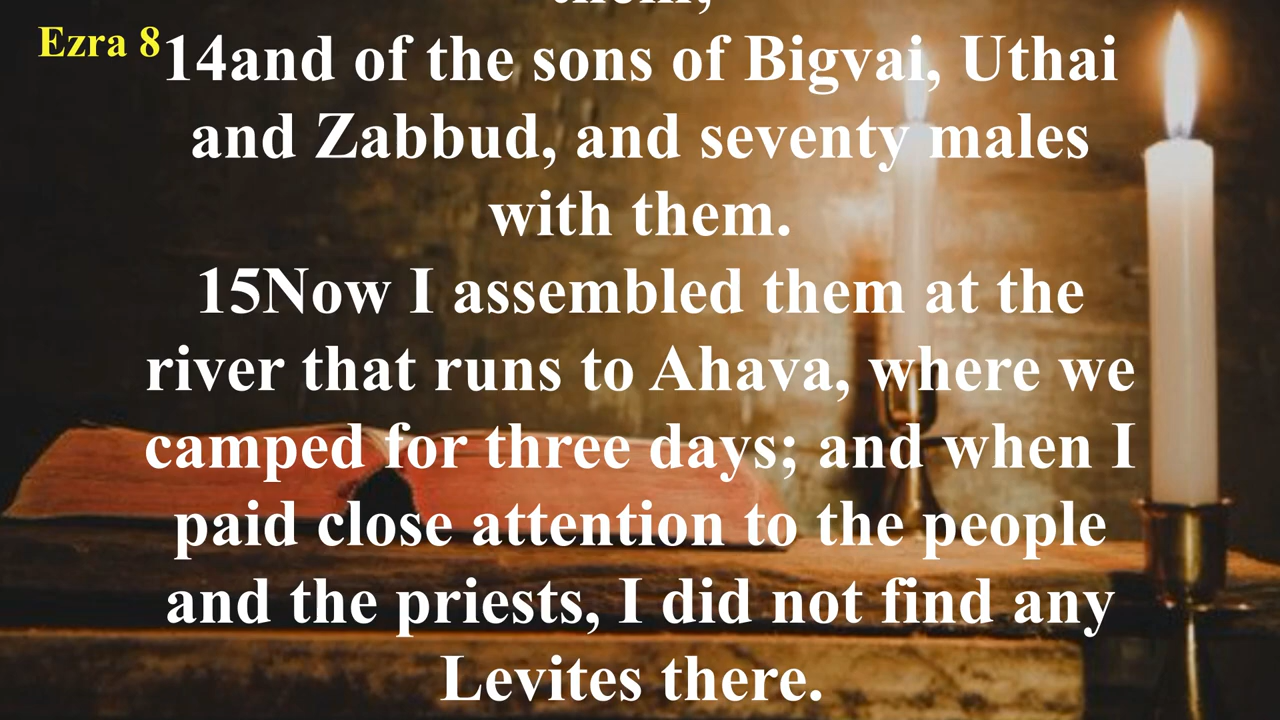 them;
Ezra 8
14and of the sons of Bigvai, Uthai
and Zabbud, and seventy males
with them.
15Now I assembled them at the
river that runs to Ahava, where we
camped for three days; and when I
paid close attention to the people
and the priests, I did not find any
Levites there.